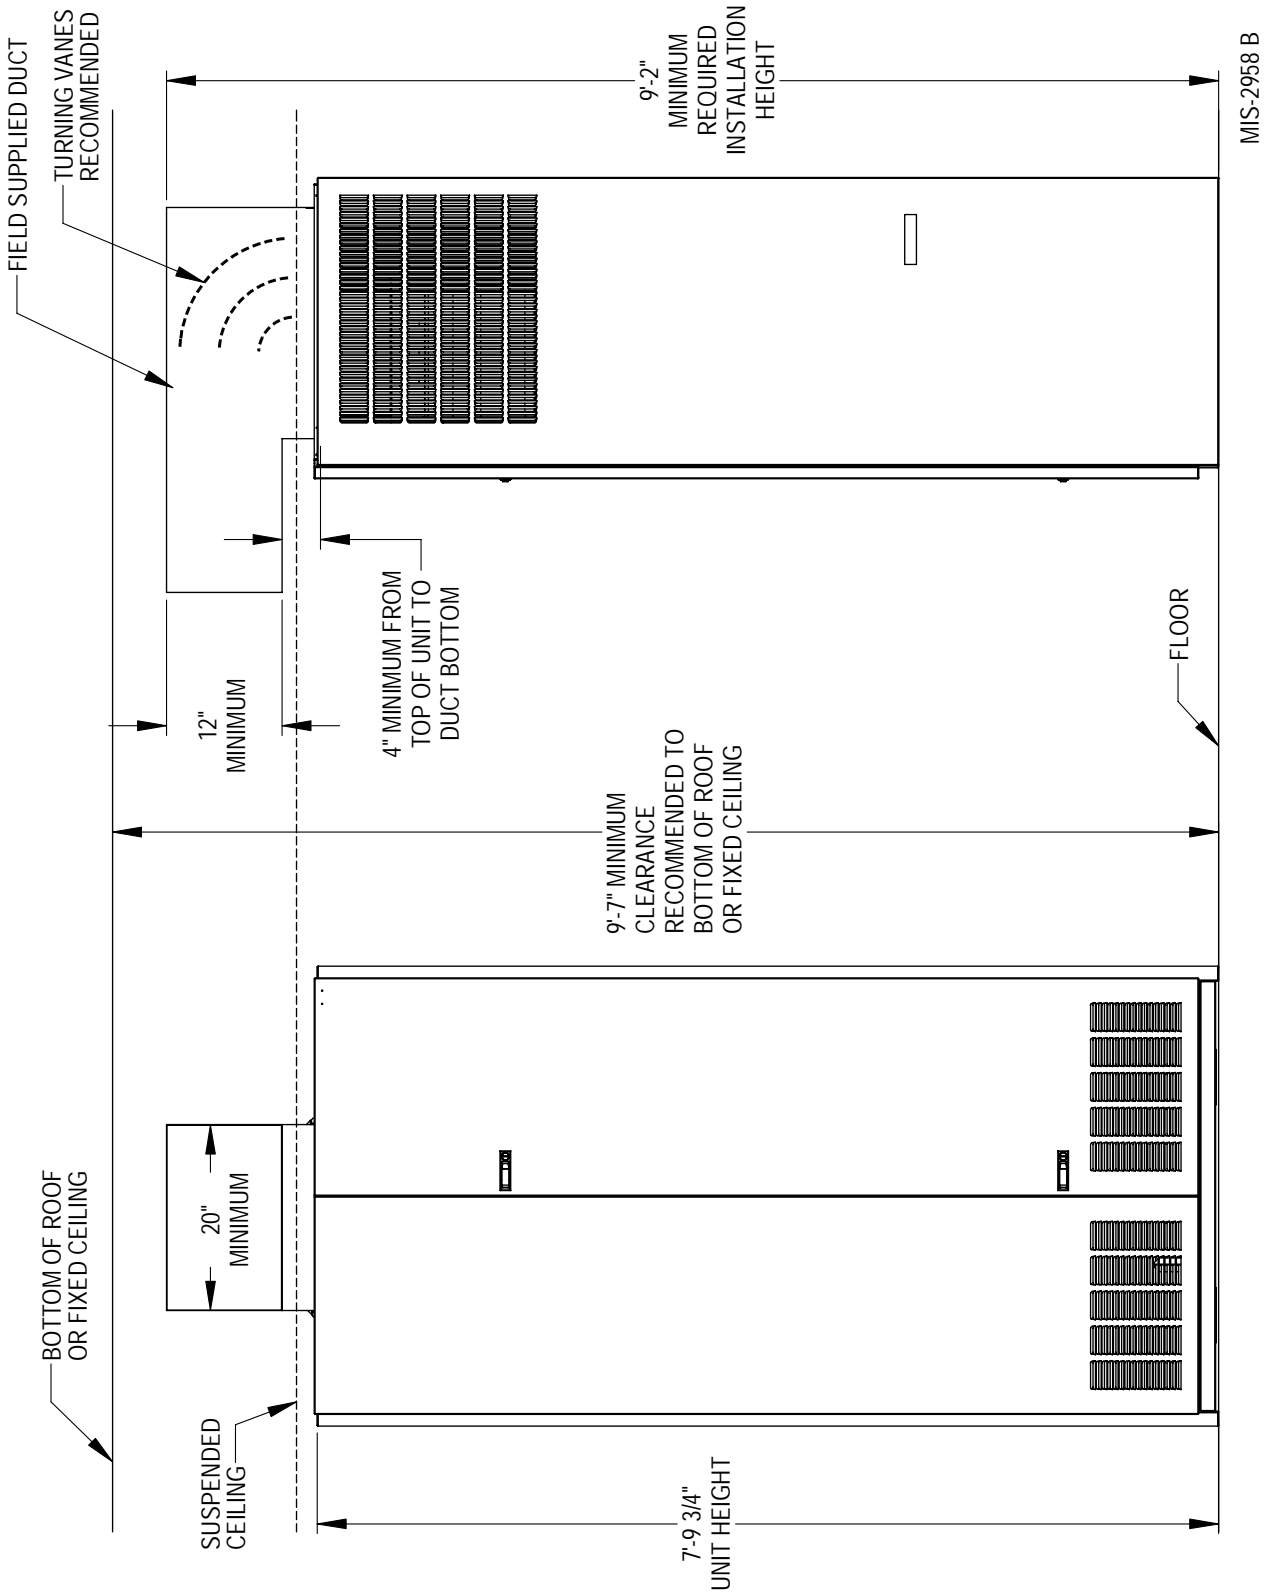 BOTTOM OF ROOF
OR FIXED CEILING
SUSPENDED
CEILING
20"
MINIMUM
7'-9 3/4"
UNIT HEIGHT
9'-7" MINIMUM
CLEARANCE
RECOMMENDED TO
BOTTOM OF ROOF
OR FIXED CEILING
12"
MINIMUM
4" MINIMUM FROM
TOP OF UNIT TO
DUCT BOTTOM
FLOOR
FIELD SUPPLIED DUCT
TURNING VANES
RECOMMENDED
9'-2"
MINIMUM
REQUIRED
INSTALLATION
HEIGHT
MIS-2958 B